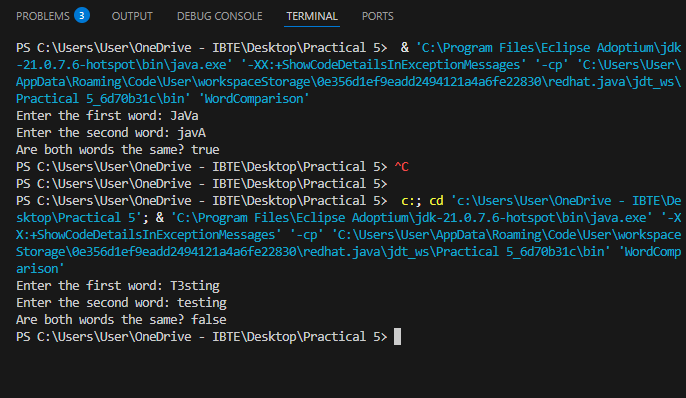 PROBLEMS 3 OUTPUT DEBUG CONSOLE TERMINAL PORTS
PS C:\Users\User\OneDrive - IBTE\Desktop\Practical 5>  & 'C:\Program Files\Eclipse Adoptium\jdk
-21.0.7.6-hotspot\bin\java.exe' '-XX:+ShowCodeDetailsInExceptionMessages' '-cp' 'C:\Users\User\
AppData\Roaming\Code\User\workspaceStorage\0e356d1ef9eadd2494121a4a6fe22830\redhat.java\jdt_ws\
Practical 5_6d70b31c\bin' 'WordComparison'
Enter the first word: JaVa
Enter the second word: javA
Are both words the same? true
PS C:\Users\User\OneDrive - IBTE\Desktop\Practical 5> ^C
PS C:\Users\User\OneDrive - IBTE\Desktop\Practical 5>
PS C:\Users\User\OneDrive - IBTE\Desktop\Practical 5>  c:; cd 'c:\Users\User\OneDrive - IBTE\De
sktop\Practical 5'; & 'C:\Program Files\Eclipse Adoptium\jdk-21.0.7.6-hotspot\bin\java.exe' '-X
X:+ShowCodeDetailsInExceptionMessages' '-cp' 'C:\Users\User\AppData\Roaming\Code\User\workspace
Storage\0e356d1ef9eadd2494121a4a6fe22830\redhat.java\jdt_ws\Practical 5_6d70b31c\bin' 'WordComp
arison'
Enter the first word: T3sting
Enter the second word: testing
Are both words the same? false
PS C:\Users\User\OneDrive - IBTE\Desktop\Practical 5>